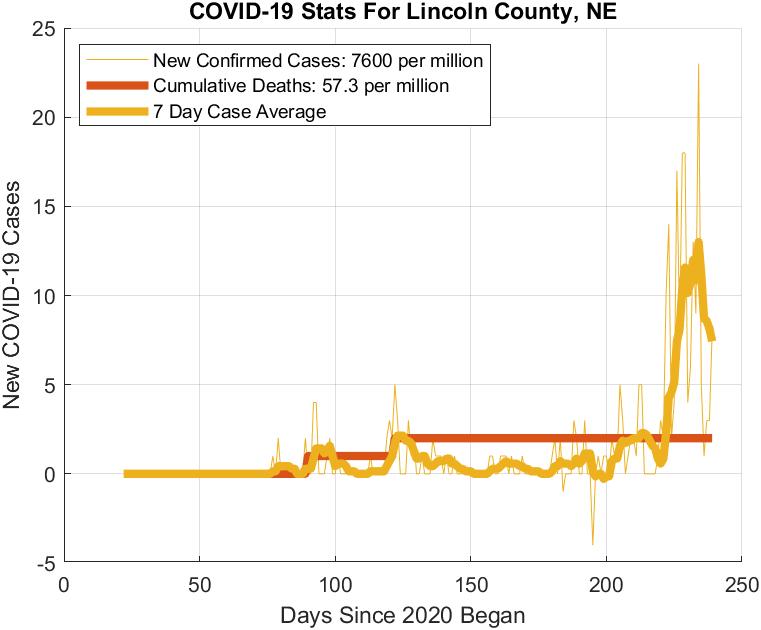 COVID-19 Stats For Lincoln County, NE
New Confirmed Cases: 7600 per million
Cumulative Deaths: 57.3 per million
7 Day Case Average
New COVID-19 Cases
25
20
15
10
5
0
-5
0 50 100 150 200 250
Days Since 2020 Began